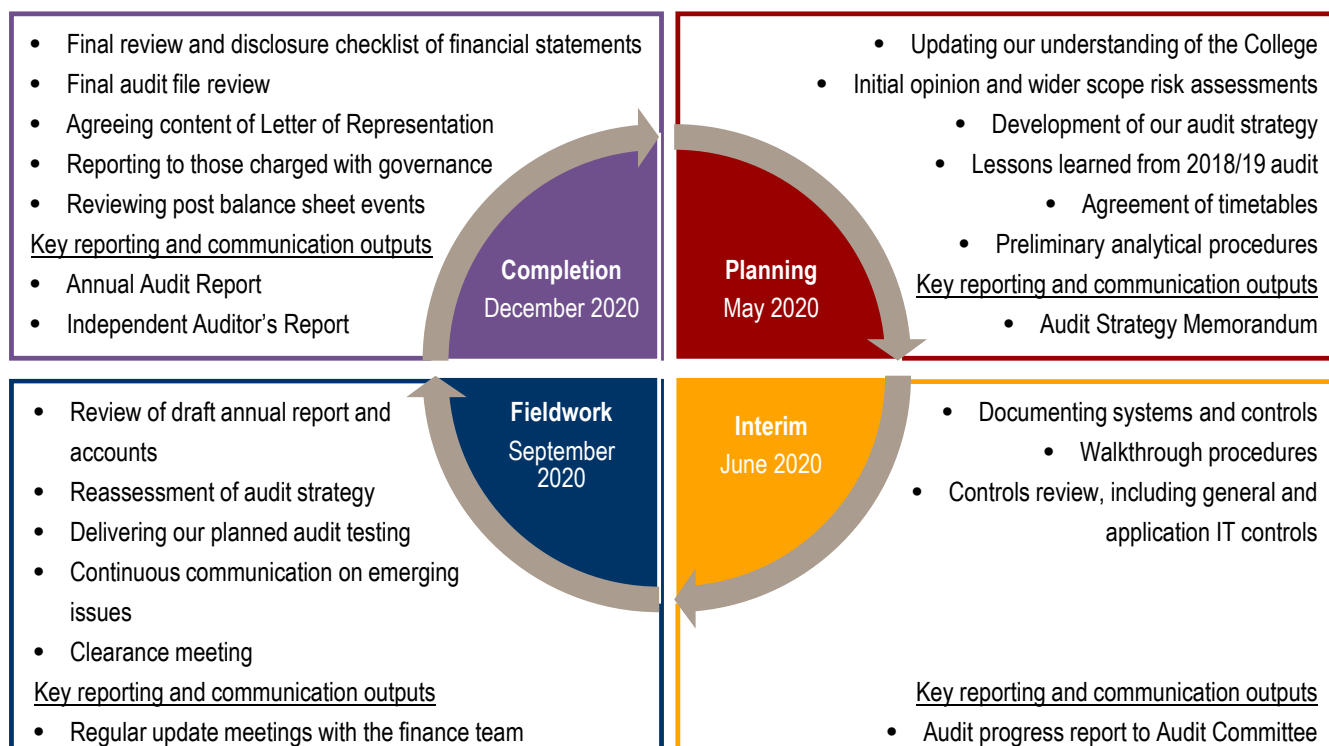 • Final review and disclosure checklist of financial statements
• Final audit file review
• Agreeing content of Letter of Representation
• Reporting to those charged with governance
• Reviewing post balance sheet events
Key reporting and communication outputs
• Annual Audit Report
• Independent Auditor's Report
Completion
December 2020
• Updating our understanding of the College
• Initial opinion and wider scope risk assessments
• Development of our audit strategy
• Lessons learned from 2018/19 audit
• Agreement of timetables
• Preliminary analytical procedures
Key reporting and communication outputs
• Audit Strategy Memorandum
Planning
May 2020
• Review of draft annual report and
accounts
• Reassessment of audit strategy
• Delivering our planned audit testing
• Continuous communication on emerging
issues
• Clearance meeting
Key reporting and communication outputs
• Regular update meetings with the finance team
Fieldwork
September
2020
Interim
June 2020
• Documenting systems and controls
• Walkthrough procedures
• Controls review, including general and
application IT controls
Key reporting and communication outputs
• Audit progress report to Audit Committee